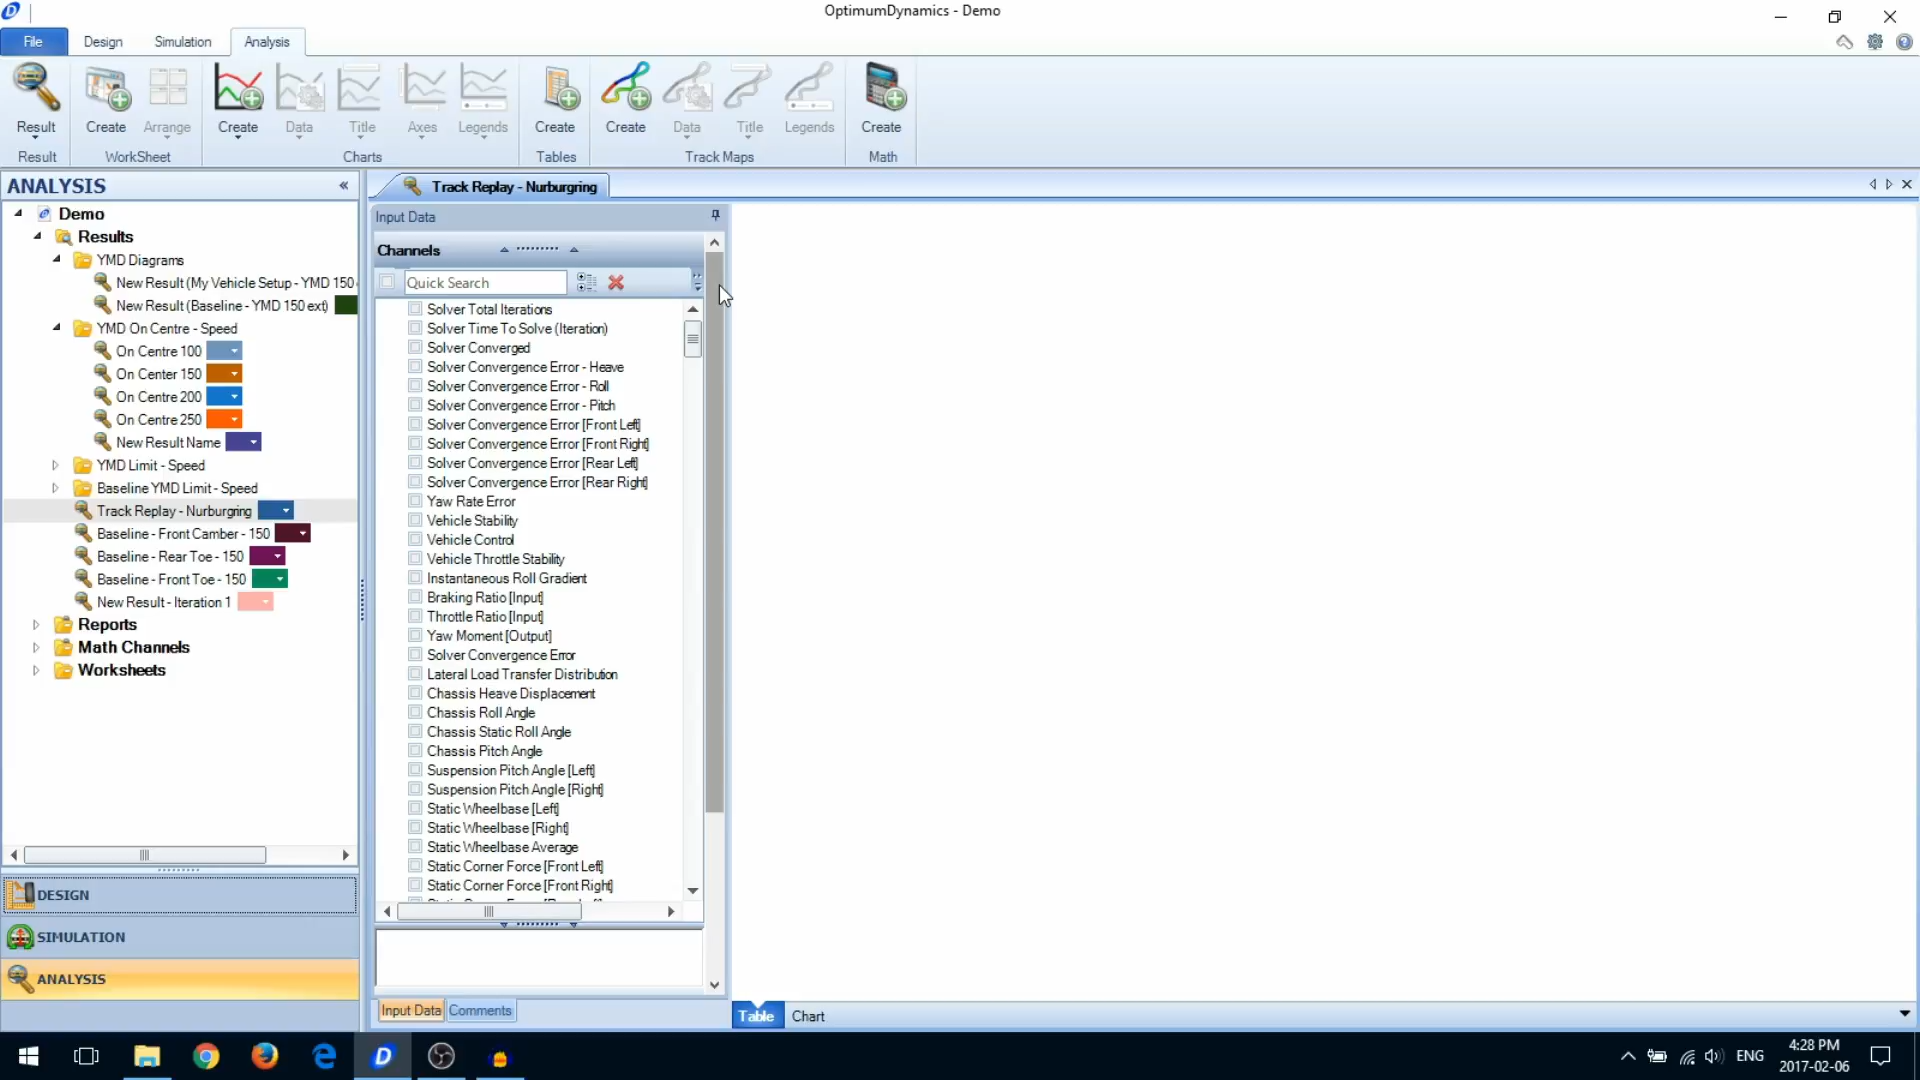 OptimumDynamics - Demo
File Design Simulation Analysis
Result Create Arrange Create Data Title Axes Legends Create Create Data Title Legends Create
Result WorkSheet Charts Tables Track Maps Math
ANALYSIS «
Track Replay - Nurburgring
Demo
Results
YMD Diagrams
New Result (My Vehicle Setup - YMD 150
New Result (Baseline - YMD 150 ext)
YMD On Centre - Speed
On Centre 100
On Center 150
On Centre 200
On Centre 250
New Result Name
YMD Limit - Speed
Baseline YMD Limit - Speed
Track Replay - Nurburgring
Baseline - Front Camber - 150
Baseline - Rear Toe - 150
Baseline - Front Toe - 150
New Result - Iteration 1
Reports
Math Channels
Worksheets
DESIGN
SIMULATION
ANALYSIS
Input Data
Channels
Quick Search
Solver Total Iterations
Solver Time To Solve (Iteration)
Solver Converged
Solver Convergence Error - Heave
Solver Convergence Error - Roll
Solver Convergence Error - Pitch
Solver Convergence Error [Front Left]
Solver Convergence Error [Front Right]
Solver Convergence Error [Rear Left]
Solver Convergence Error [Rear Right]
Yaw Rate Error
Vehicle Stability
Vehicle Control
Vehicle Throttle Stability
Instantaneous Roll Gradient
Braking Ratio [Input]
Throttle Ratio [Input]
Yaw Moment [Output]
Solver Convergence Error
Lateral Load Transfer Distribution
Chassis Heave Displacement
Chassis Roll Angle
Chassis Static Roll Angle
Chassis Pitch Angle
Suspension Pitch Angle [Left]
Suspension Pitch Angle [Right]
Static Wheelbase [Left]
Static Wheelbase [Right]
Static Wheelbase Average
Static Corner Force [Front Left]
Static Corner Force [Front Right]
Input Data Comments
Table Chart
ENG
4:28 PM
2017-02-06